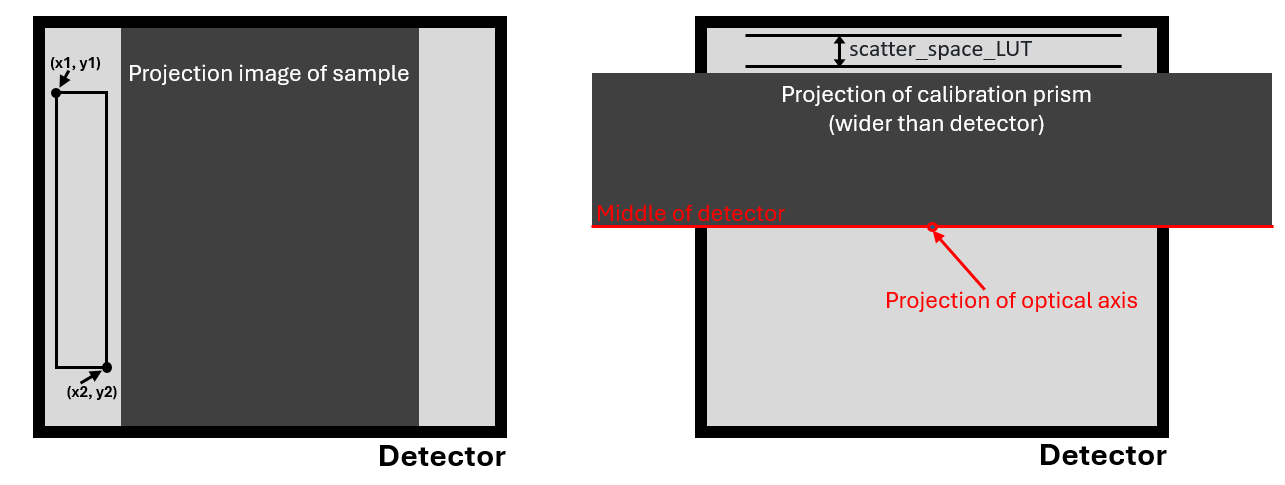 (x1, y1)
Projection image of sample
(x2, y2)
Detector
scatter_space_LUT
Projection of calibration prism
(wider than detector)
Middle of detector
Projection of optical axis
Detector